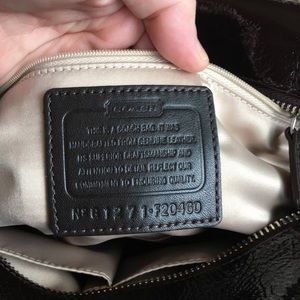 COACH
THIS IS A COACH BAG. IT WAS
HANDCRAFTED FROM GENUINE LEATHER.
ITS SUPERIOR CRAFTSMANSHIP AND
ATTENTION TO DETAIL REFLECT OUR
COMMITMENT TO ENDURING QUALITY.